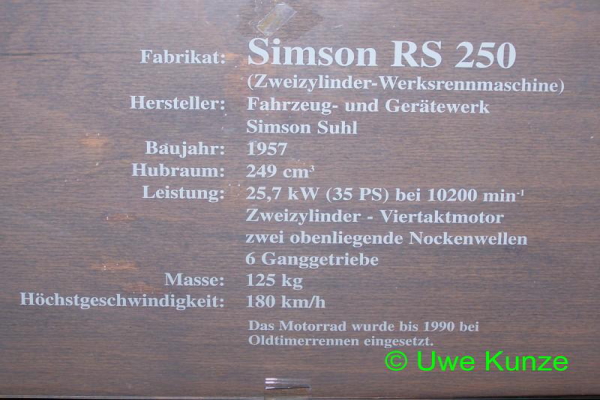 Fabrikat: Simson RS 250
(Zweizylinder-Werksrennmaschine)
Hersteller: Fahrzeug- und Gerätewerk
Simson Suhl
Baujahr: 1957
Hubraum: 249 cm³
Leistung: 25,7 kW (35 PS) bei 10200 min⁻¹
Zweizylinder - Viertaktmotor
zwei obenliegende Nockenwellen
6 Ganggetriebe
Masse: 125 kg
Höchstgeschwindigkeit: 180 km/h
Das Motorrad wurde bis 1990 bei
Oldtimerrennen eingesetzt.
© Uwe Kunze